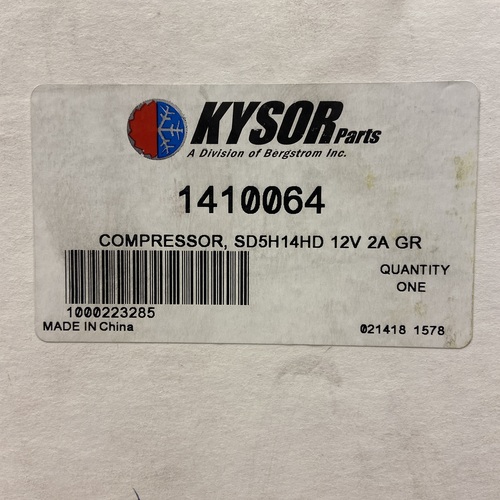 KYSOR Parts
A Division of Bergstrom Inc.
1410064
COMPRESSOR, SD5H14HD 12V 2A GR
QUANTITY
ONE
1000223285
MADE IN China
021418 1578